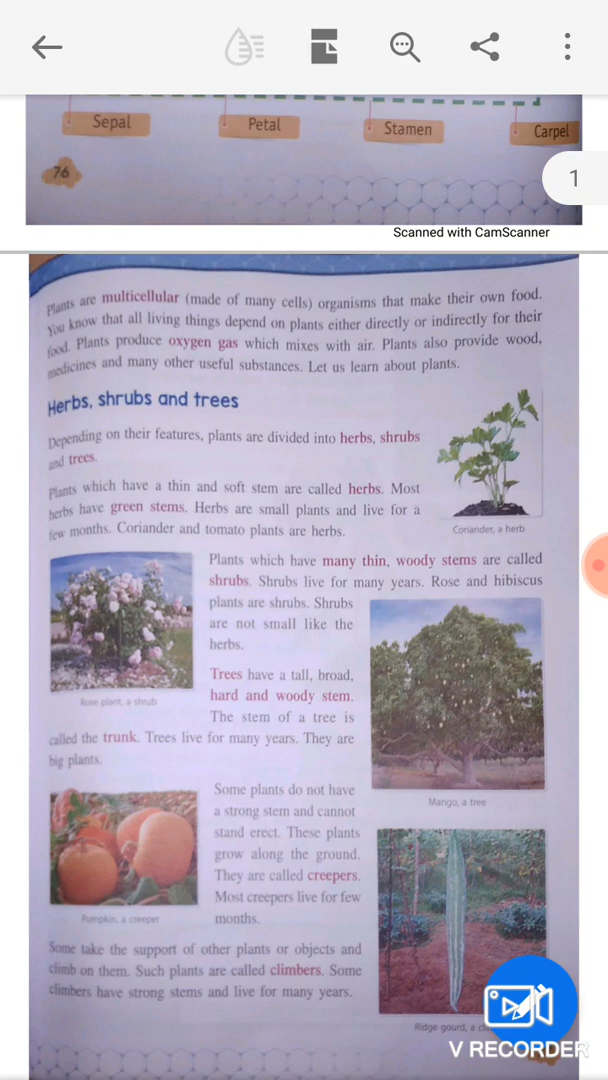 Sepal
Petal
Stamen
Carpel
76
1
Scanned with CamScanner
Plants are multicellular (made of many cells) organisms that make their own food.
You know that all living things depend on plants either directly or indirectly for their
food. Plants produce oxygen gas which mixes with air. Plants also provide wood,
medicines and many other useful substances. Let us learn about plants.
Herbs, shrubs and trees
Depending on their features, plants are divided into herbs, shrubs
and trees.
Plants which have a thin and soft stem are called herbs. Most
herbs have green stems. Herbs are small plants and live for a
few months. Coriander and tomato plants are herbs.
Coriander, a herb
Plants which have many thin, woody stems are called
shrubs. Shrubs live for many years. Rose and hibiscus
plants are shrubs. Shrubs
are not small like the
herbs.
Rose plant, a shrub
Trees have a tall, broad,
hard and woody stem.
The stem of a tree is
called the trunk. Trees live for many years. They are
big plants.
Mango, a tree
Some plants do not have
a strong stem and cannot
stand erect. These plants
grow along the ground.
They are called creepers.
Most creepers live for few
months.
Pumpkin, a creeper
Some take the support of other plants or objects and
climb on them. Such plants are called climbers. Some
climbers have strong stems and live for many years.
Ridge gourd, a
V RECORDER